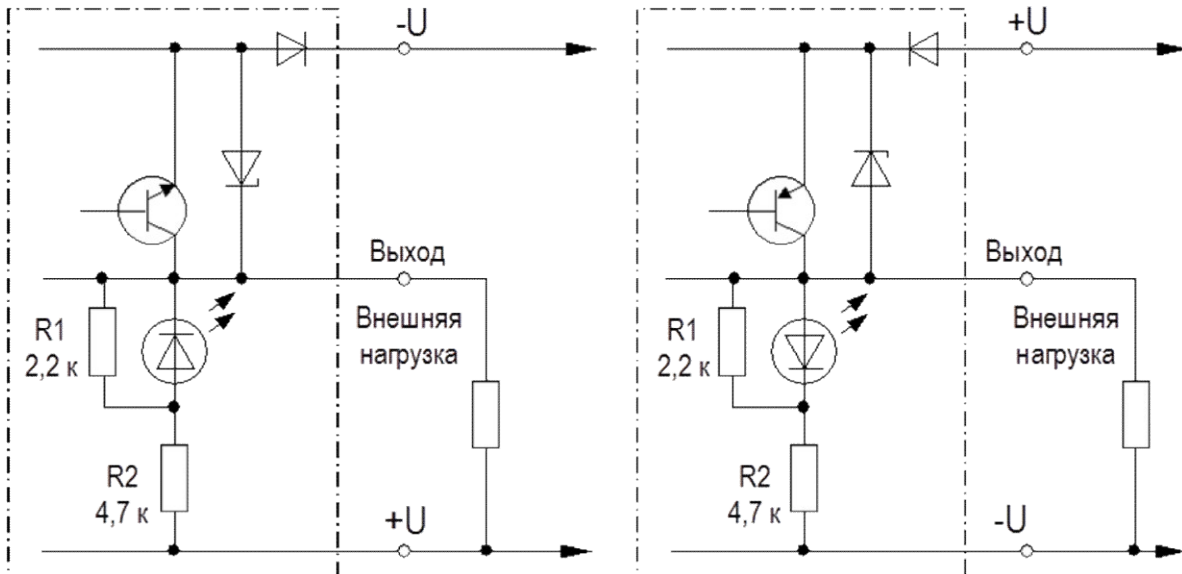 -U
Выход
Внешняя
нагрузка
R1
2,2 к
R2
4,7 к
+U
+U
Выход
Внешняя
нагрузка
R1
2,2 к
R2
4,7 к
-U